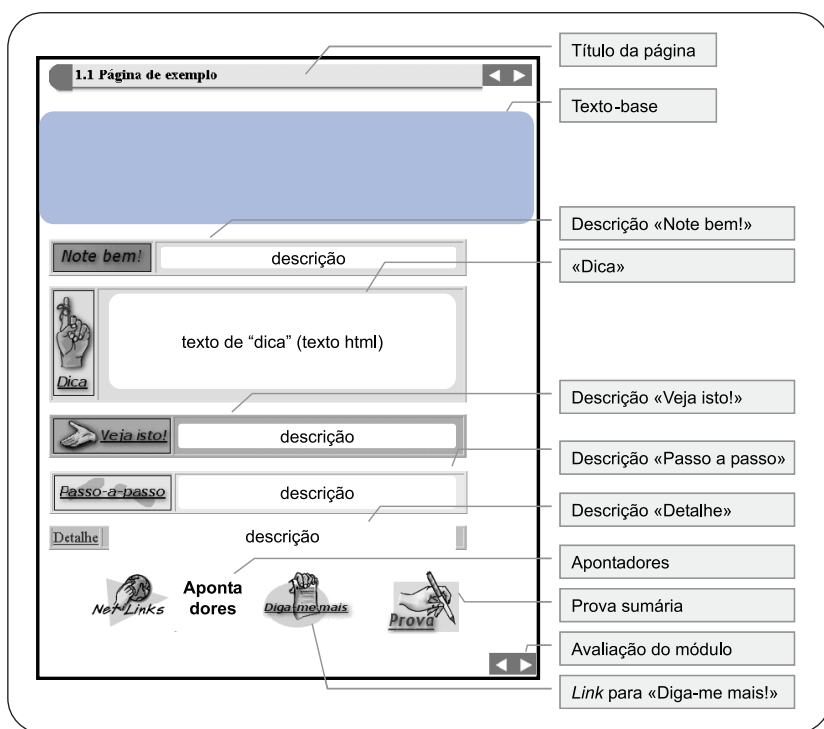 Título da página
1.1 Página de exemplo
Texto-base
Descrição «Note bem!»
Note bem!
descrição
«Dica»
texto de “dica” (texto html)
Dica
Descrição «Veja isto!»
Veja isto!
descrição
Descrição «Passo a passo»
Passo-a-passo
descrição
Descrição «Detalhe»
Detalhe
descrição
Apontadores
Net Links
Aponta
dores
Diga-me mais
Prova
Prova sumária
Avaliação do módulo
Link para «Diga-me mais!»